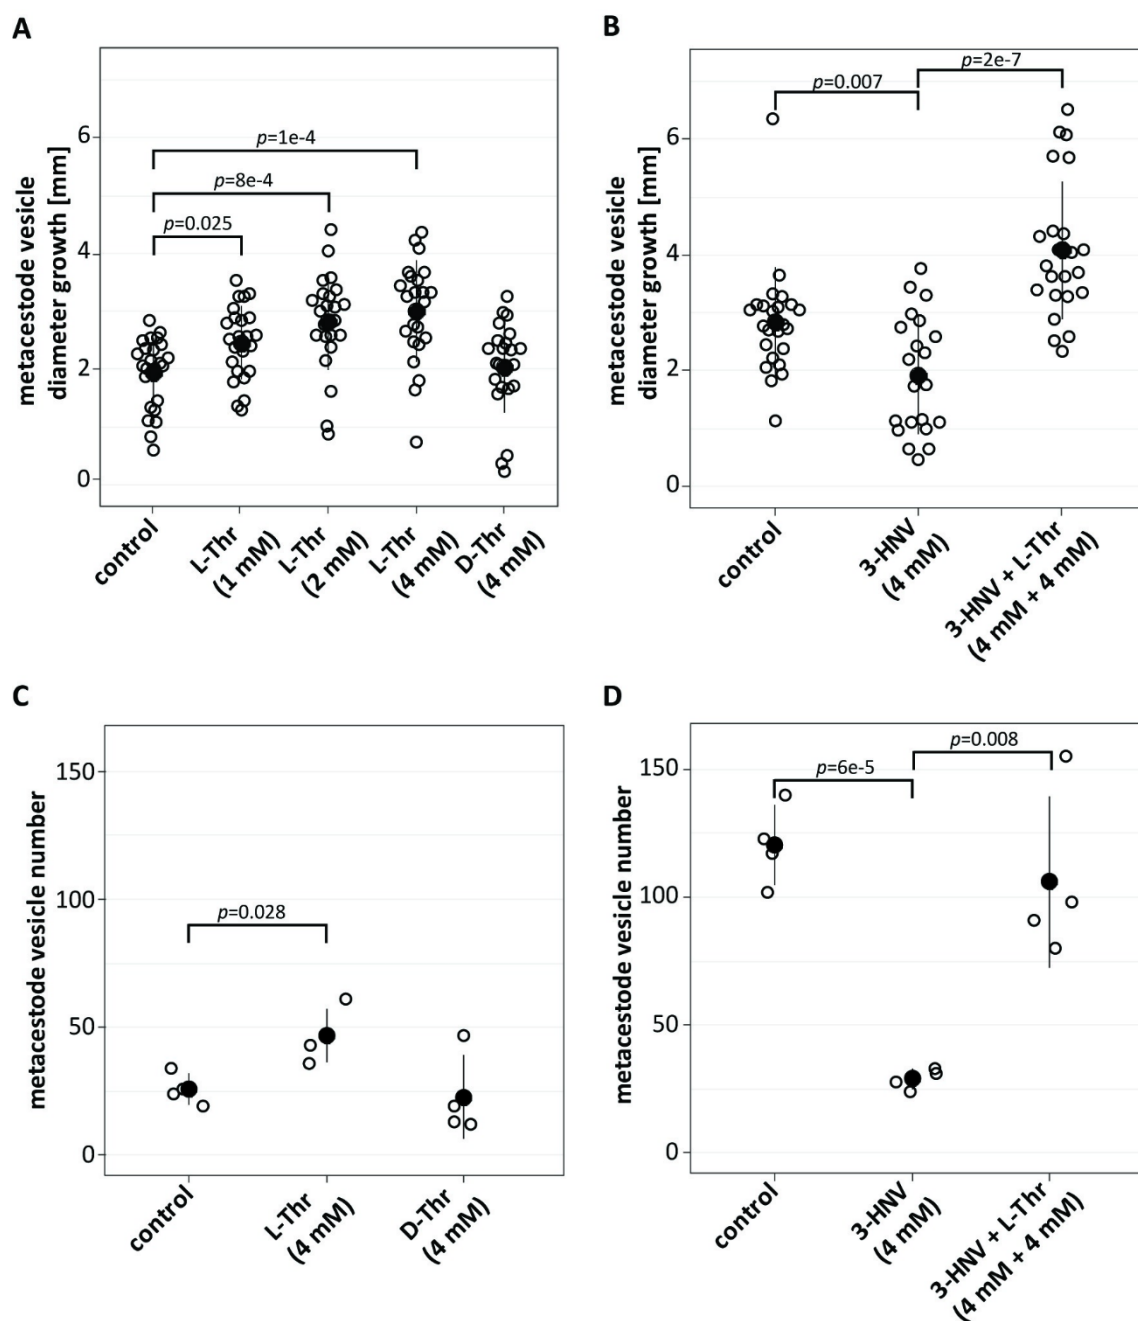 A
metacestode vesicle
diameter growth [mm]
6
4
2
0
p=1e-4
p=8e-4
p=0.025
control
L-Thr
(1 mM)
L-Thr
(2 mM)
L-Thr
(4 mM)
D-Thr
(4 mM)
B
metacestode vesicle
diameter growth [mm]
6
4
2
0
p=2e-7
p=0.007
control
3-HNV
(4 mM)
3-HNV + L-Thr
(4 mM + 4 mM)
C
metacestode vesicle number
150
100
50
0
p=0.028
control
L-Thr
(4 mM)
D-Thr
(4 mM)
D
metacestode vesicle number
150
100
50
0
p=0.008
p=6e-5
control
3-HNV
(4 mM)
3-HNV + L-Thr
(4 mM + 4 mM)